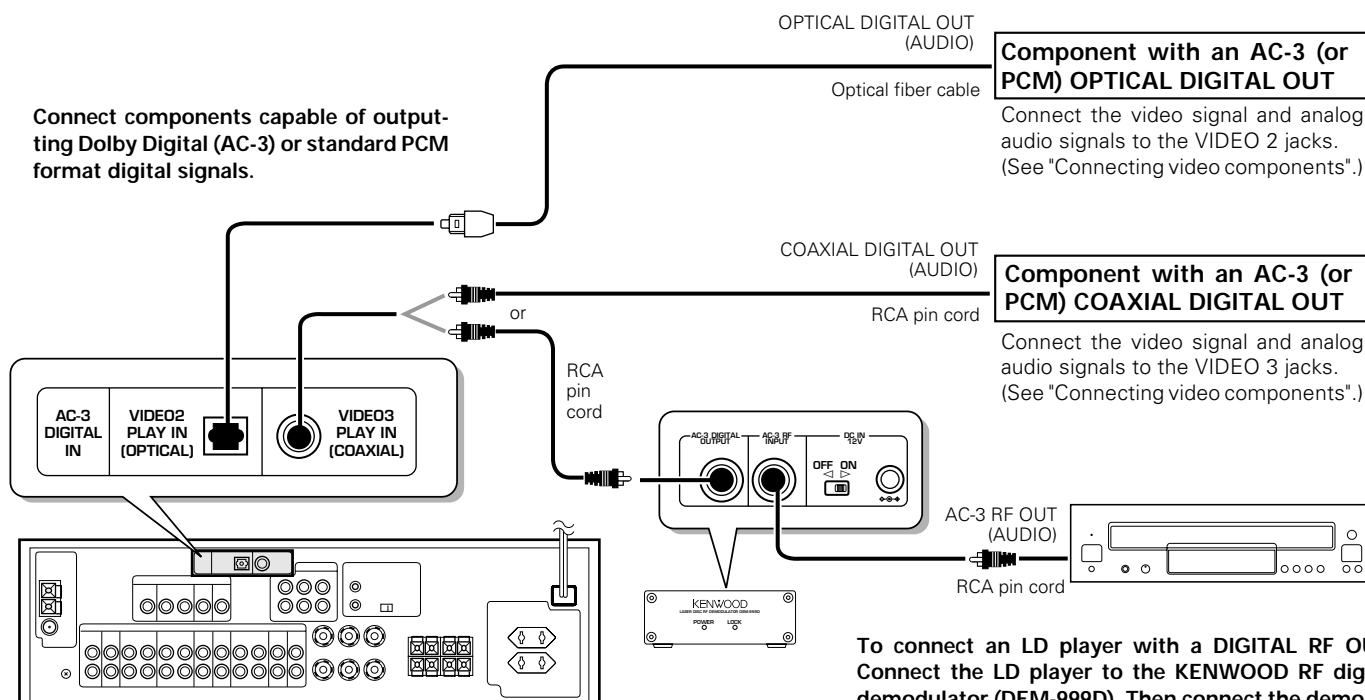 OPTICAL DIGITAL OUT
(AUDIO)
Optical fiber cable
Component with an AC-3 (or
PCM) OPTICAL DIGITAL OUT
Connect the video signal and analog
audio signals to the VIDEO 2 jacks.
(See "Connecting video components".)
Connect components capable of output-
ting Dolby Digital (AC-3) or standard PCM
format digital signals.
COAXIAL DIGITAL OUT
(AUDIO)
RCA pin cord
Component with an AC-3 (or
PCM) COAXIAL DIGITAL OUT
Connect the video signal and analog
audio signals to the VIDEO 3 jacks.
(See "Connecting video components".)
or
RCA
pin
cord
AC-3
DIGITAL
IN
VIDEO2
PLAY IN
(OPTICAL)
VIDEO3
PLAY IN
(COAXIAL)
AC-3 DIGITAL
OUTPUT
AC-3 RF
INPUT
DC IN
12V
OFF ON
AC-3 RF OUT
(AUDIO)
RCA pin cord
KENWOOD
LASER DISC RF DEMODULATOR DEM-999D
POWER
LOCK
To connect an LD player with a DIGITAL RF
Connect the LD player to the KENWOOD RF
demodulator (DEM-999D). Then connect the